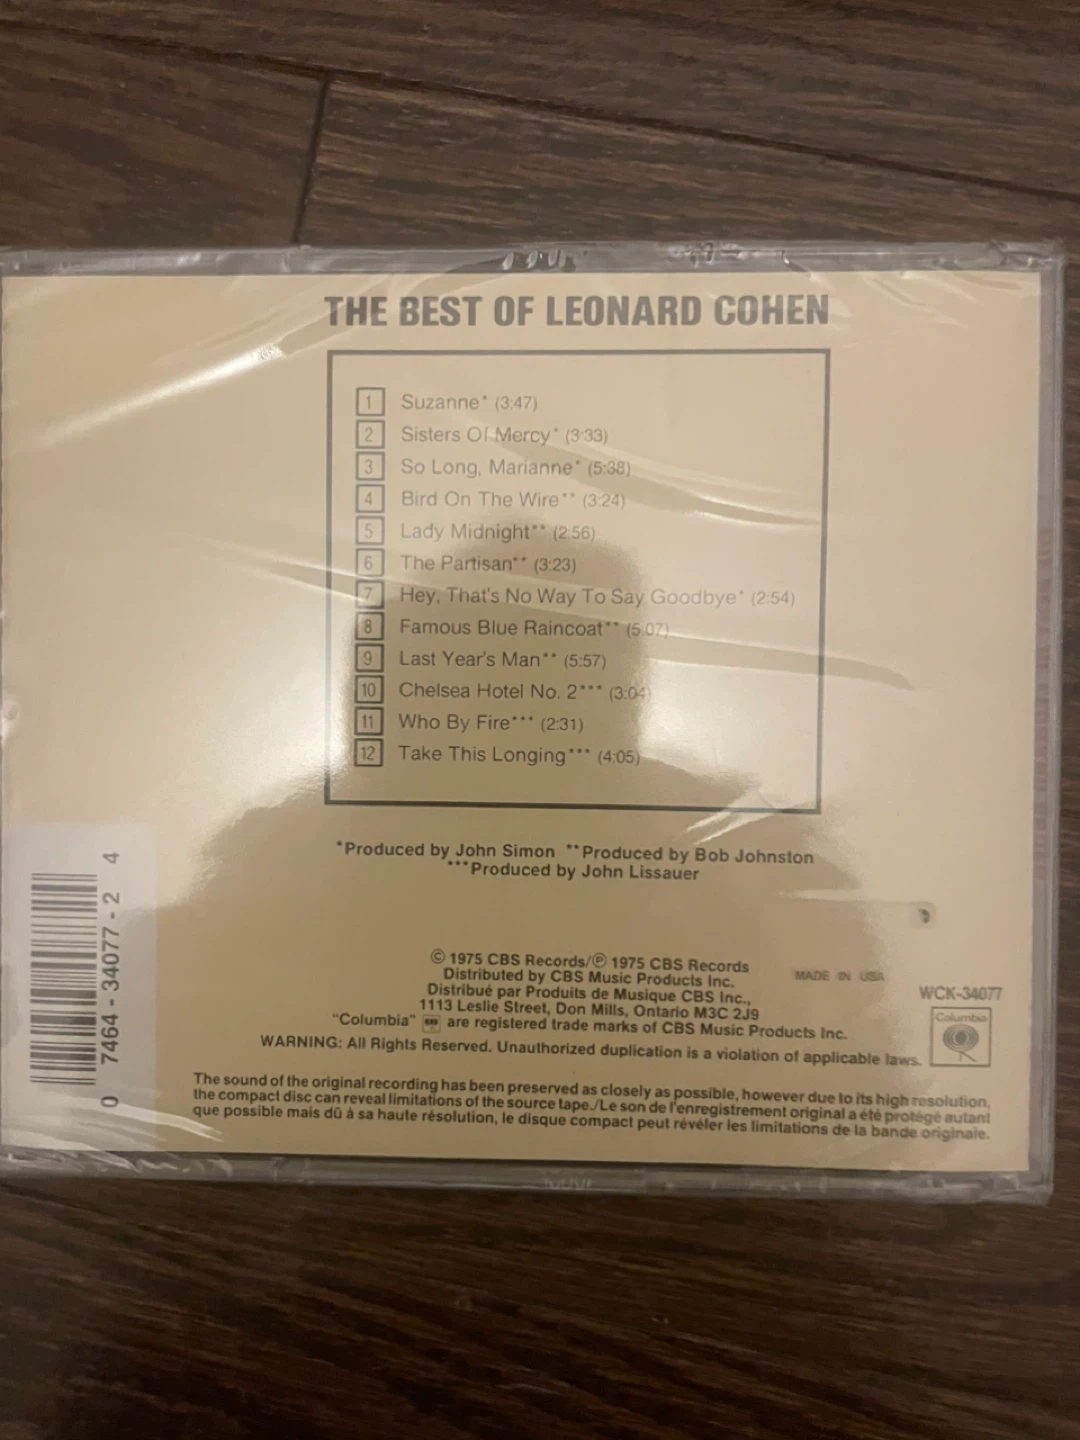 THE BEST OF LEONARD COHEN
1 Suzanne* (3:47)
2 Sisters Of Mercy* (3:33)
3 So Long, Marianne* (5:38)
4 Bird On The Wire** (3:24)
5 Lady Midnight** (2:56)
6 The Partisan** (3:23)
7 Hey, That's No Way To Say Goodbye* (2:54)
8 Famous Blue Raincoat** (5:07)
9 Last Year's Man** (5:57)
10 Chelsea Hotel No. 2*** (3:04)
11 Who By Fire*** (2:31)
12 Take This Longing*** (4:05)
*Produced by John Simon **Produced by Bob Johnston
***Produced by John Lissauer
© 1975 CBS Records/℗ 1975 CBS Records
Distributed by CBS Music Products Inc.
Distribué par Produits de Musique CBS Inc.,
1113 Leslie Street, Don Mills, Ontario M3C 2J9
"Columbia" are registered trade marks of CBS Music Products Inc.
WARNING: All Rights Reserved. Unauthorized duplication is a violation of applicable laws.
The sound of the original recording has been preserved as closely as possible, however due to its high resolution,
the compact disc can reveal limitations of the source tape./Le son de l'enregistrement original a été protégé autant
que possible mais dû à sa haute résolution, le disque compact peut révéler les limitations de la bande originale.
MADE IN USA
WCK-34077
Columbia
0 7464-34077-2 4